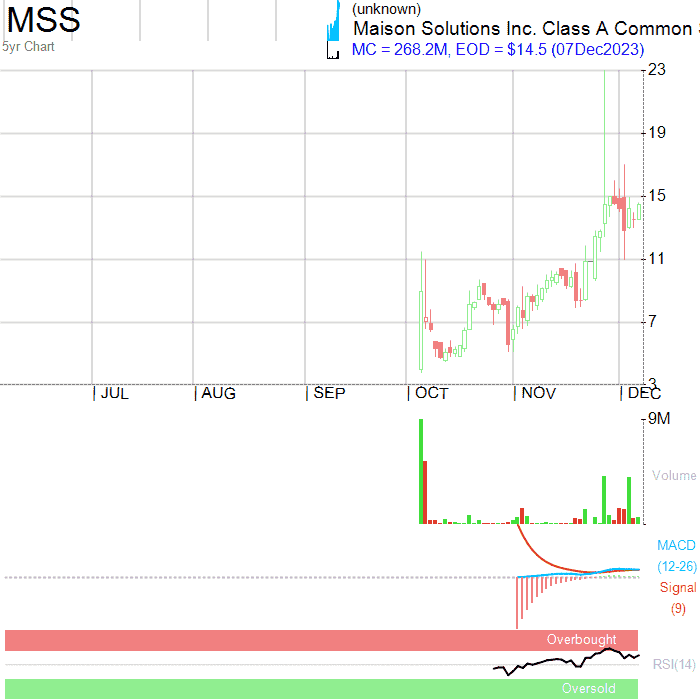 MSS
5yr Chart
(unknown)
Maison Solutions Inc. Class A Common
MC = 268.2M, EOD = $14.5 (07Dec2023)
23
19
15
11
7
3
JUL AUG SEP OCT NOV DEC
9M
Volume
MACD
(12-26)
Signal
(9)
Overbought
RSI(14)
Oversold